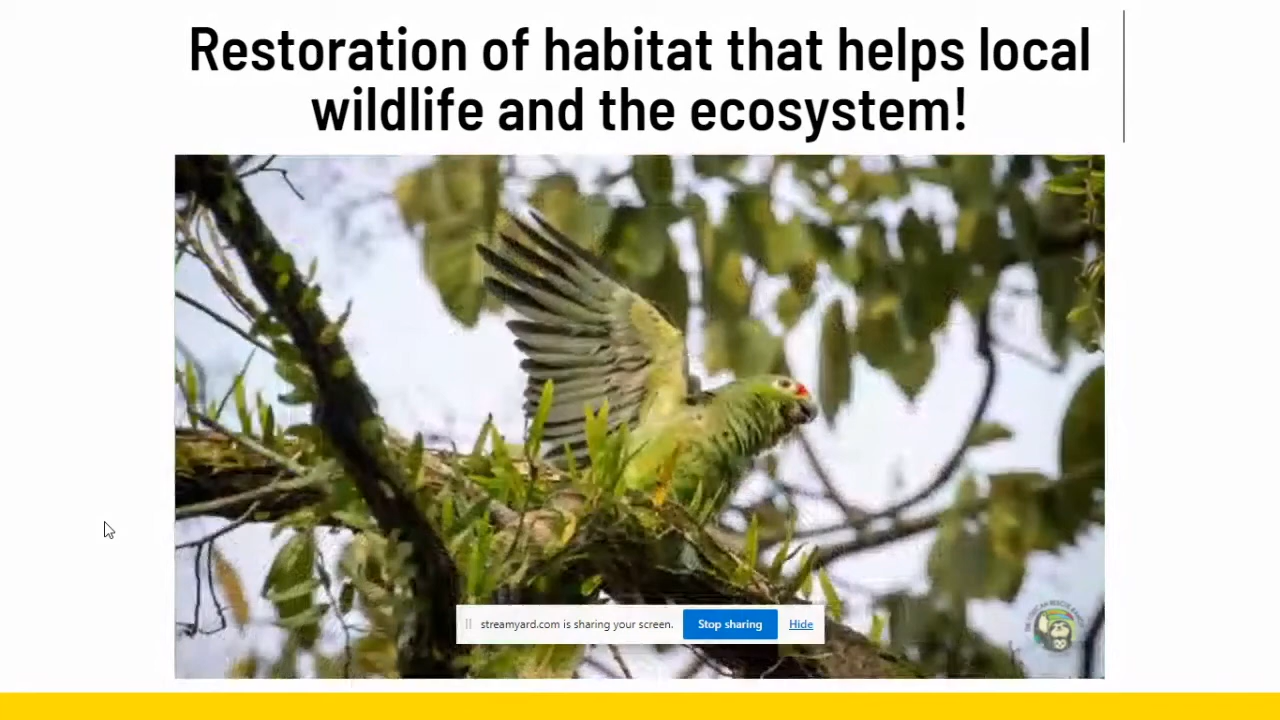 Restoration of habitat that helps local
wildlife and the ecosystem!
streamyard.com is sharing your screen. Stop sharing Hide